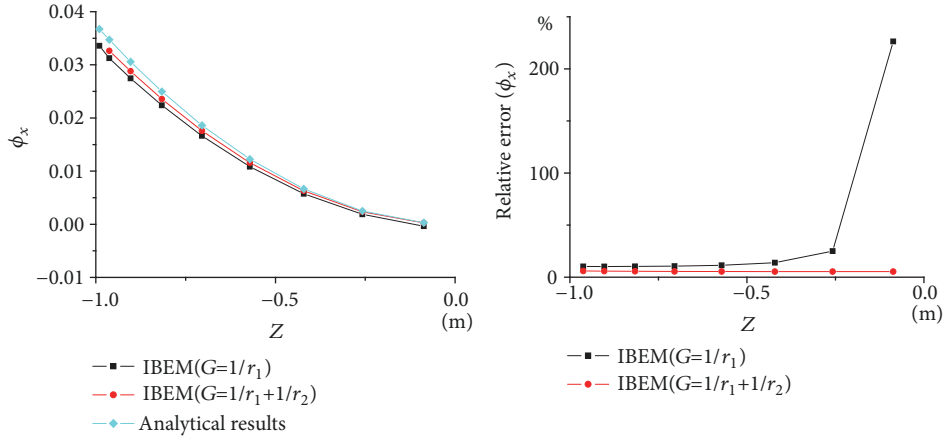 0.04
0.03
0.02
0.01
0.00
−0.01
ϕx
−1.0
−0.5
0.0
(m)
Z
IBEM(G=1/r1)
IBEM(G=1/r1+1/r2)
Analytical results
%
200
100
0
Relative error (ϕx)
−1.0
−0.5
0.0
(m)
Z
IBEM(G=1/r1)
IBEM(G=1/r1+1/r2)